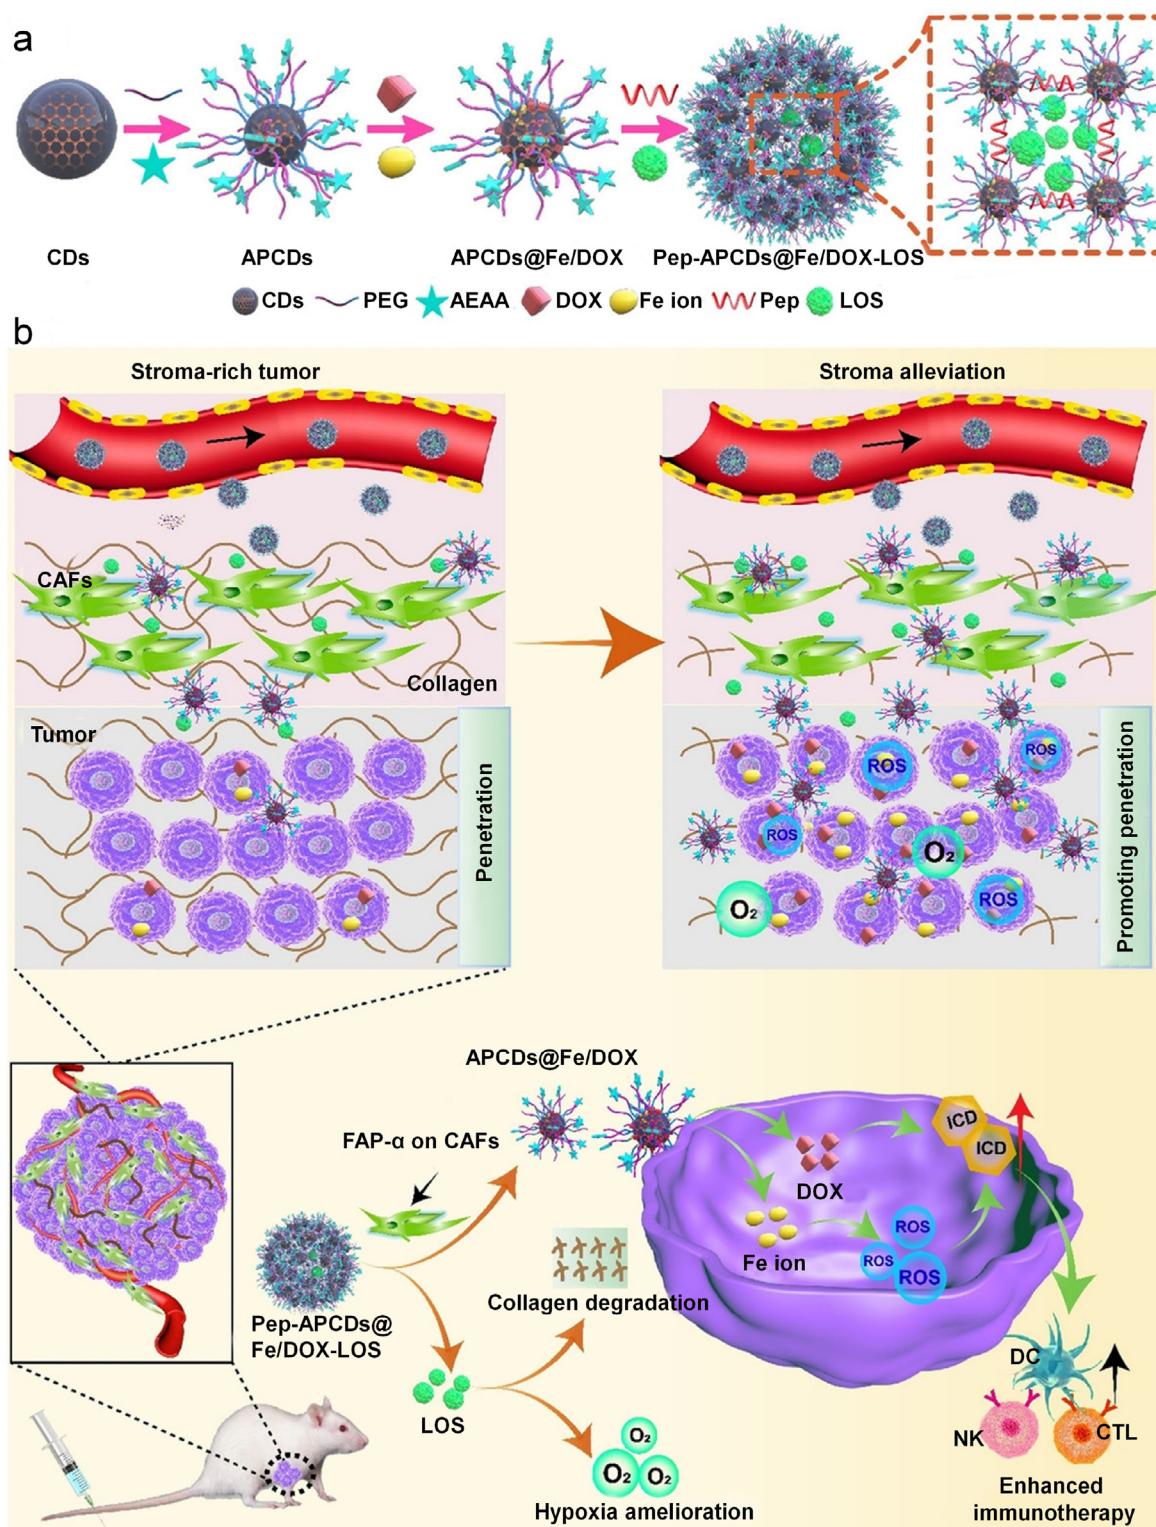 a
CDs
APCDs
APCDs@Fe/DOX
Pep-APCDs@Fe/DOX-LOS
CDs
PEG
AEAA
DOX
Fe ion
Pep
LOS
b
Stroma-rich tumor
Stroma alleviation
CAFs
Collagen
Tumor
Penetration
ROS
ROS
ROS
O₂
ROS
O₂
Promoting penetration
APCDs@Fe/DOX
FAP-α on CAFs
ICD
ICD
DOX
Fe ion
ROS
ROS
ROS
Collagen degradation
Pep-APCDs@
Fe/DOX-LOS
LOS
DC
NK
CTL
O₂
O₂
O₂
Hypoxia amelioration
Enhanced
immunotherapy